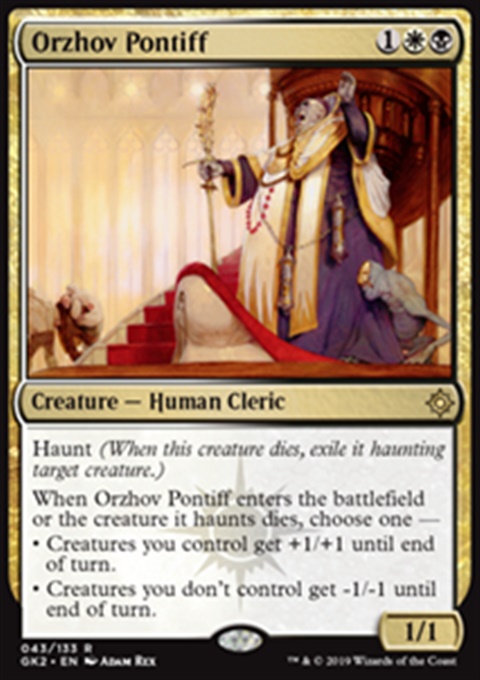 Orzhov Pontiff 1
Creature — Human Cleric
Haunt (When this creature dies, exile it haunting
target creature.)
When Orzhov Pontiff enters the battlefield
or the creature it haunts dies, choose one —
• Creatures you control get +1/+1 until end
of turn.
• Creatures you don't control get -1/-1 until
end of turn.
1/1
043/133 R
GK2 • EN Adam Rex
™ & © 2019 Wizards of the Coast